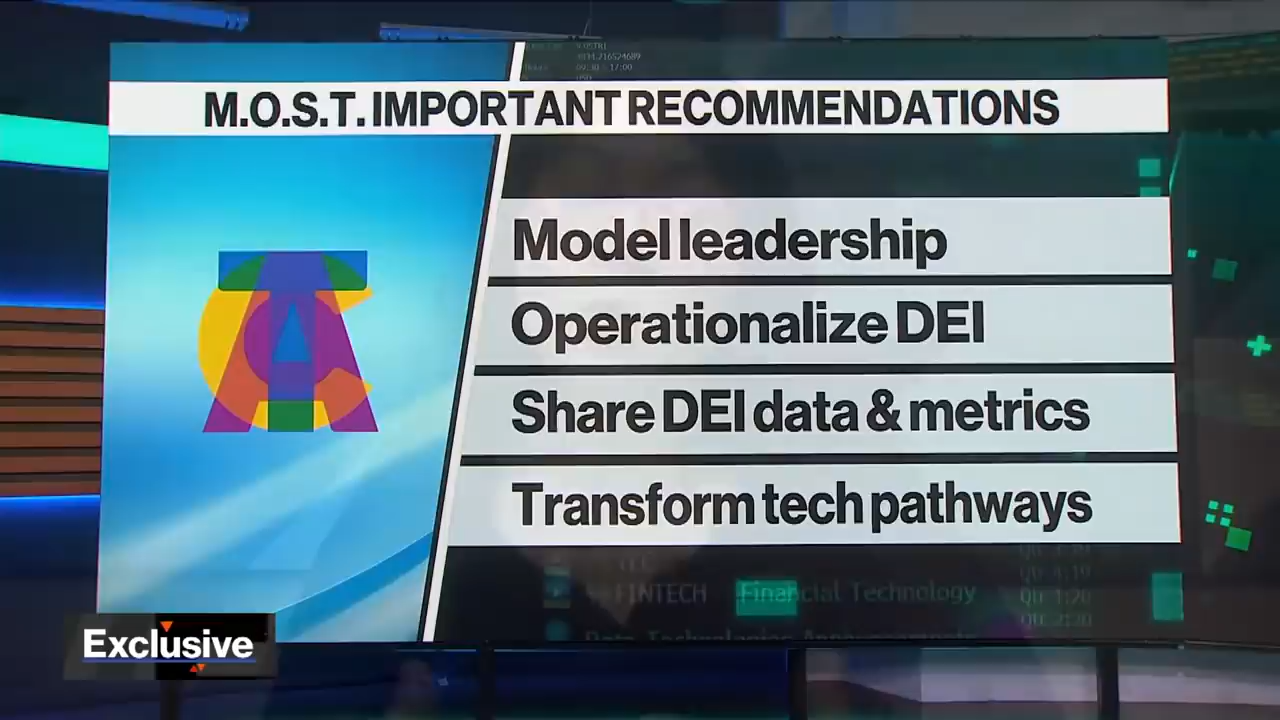 M.O.S.T. IMPORTANT RECOMMENDATIONS
Model leadership
Operationalize DEI
Share DEI data & metrics
Transform tech pathways
FINTECH Financial Technology
Exclusive